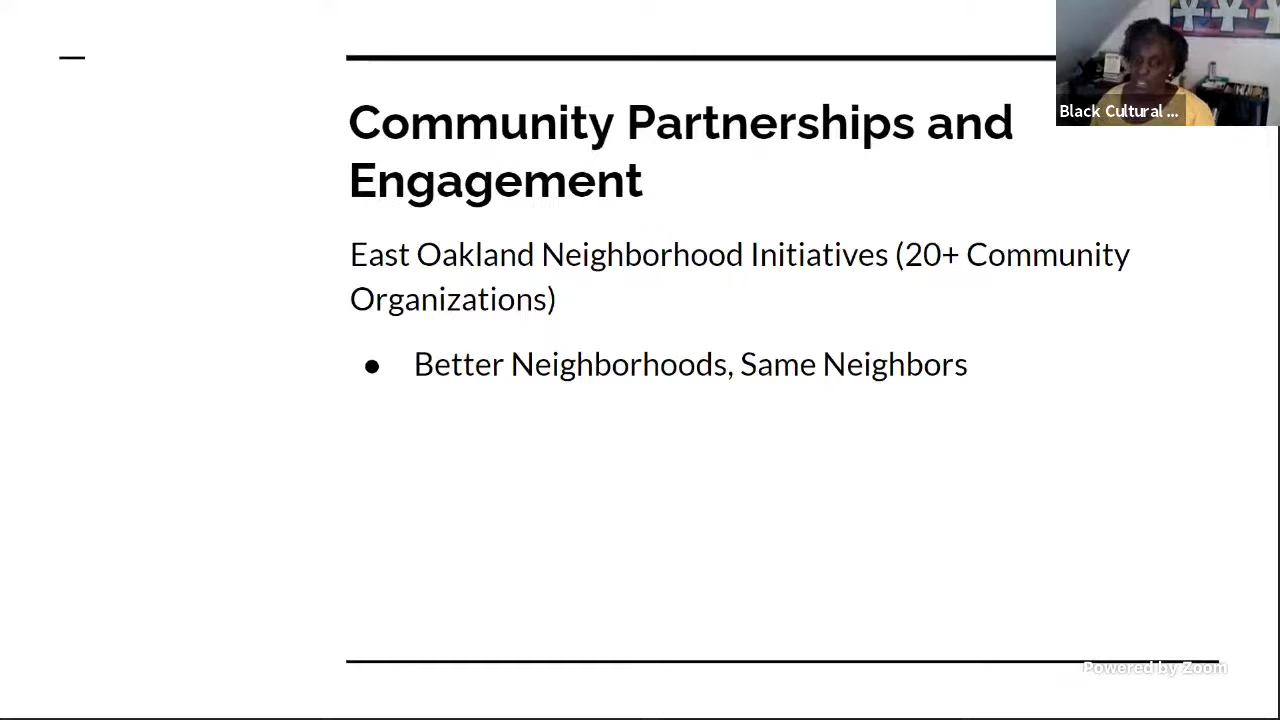 Community Partnerships and
Engagement
Black Cultural ...
East Oakland Neighborhood Initiatives (20+ Community
Organizations)
● Better Neighborhoods, Same Neighbors
Powered by Zoom